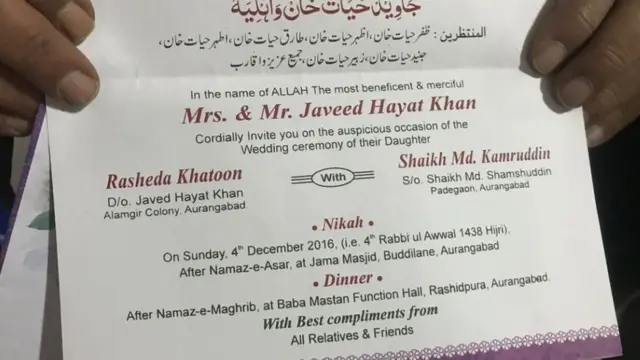 جاوید حیات خان و اہلیہ
المنتظرین : ظفر حیات خان، اظہر حیات خان، طارق حیات خان، اطہر حیات خان،
جنید حیات خان، زبیر حیات خان، جمیع عزیز و اقارب
In the name of ALLAH The most beneficent & merciful
Mrs. & Mr. Javeed Hayat Khan
Cordially Invite you on the auspicious occasion of the
Wedding ceremony of their Daughter
Rasheda Khatoon
D/o. Javed Hayat Khan
Alamgir Colony, Aurangabad.
With
Shaikh Md. Kamruddin
S/o. Shaikh Md. Shamshuddin
Padegaon, Aurangabad
• Nikah •
On Sunday, 4th December 2016, (i.e. 4th Rabbi ul Awwal 1438 Hijri).
After Namaz-e-Asar, at Jama Masjid, Buddilane, Aurangabad
• Dinner •
After Namaz-e-Maghrib, at Baba Mastan Function Hall, Rashidpura, Aurangabad.
With Best compliments from
All Relatives & Friends